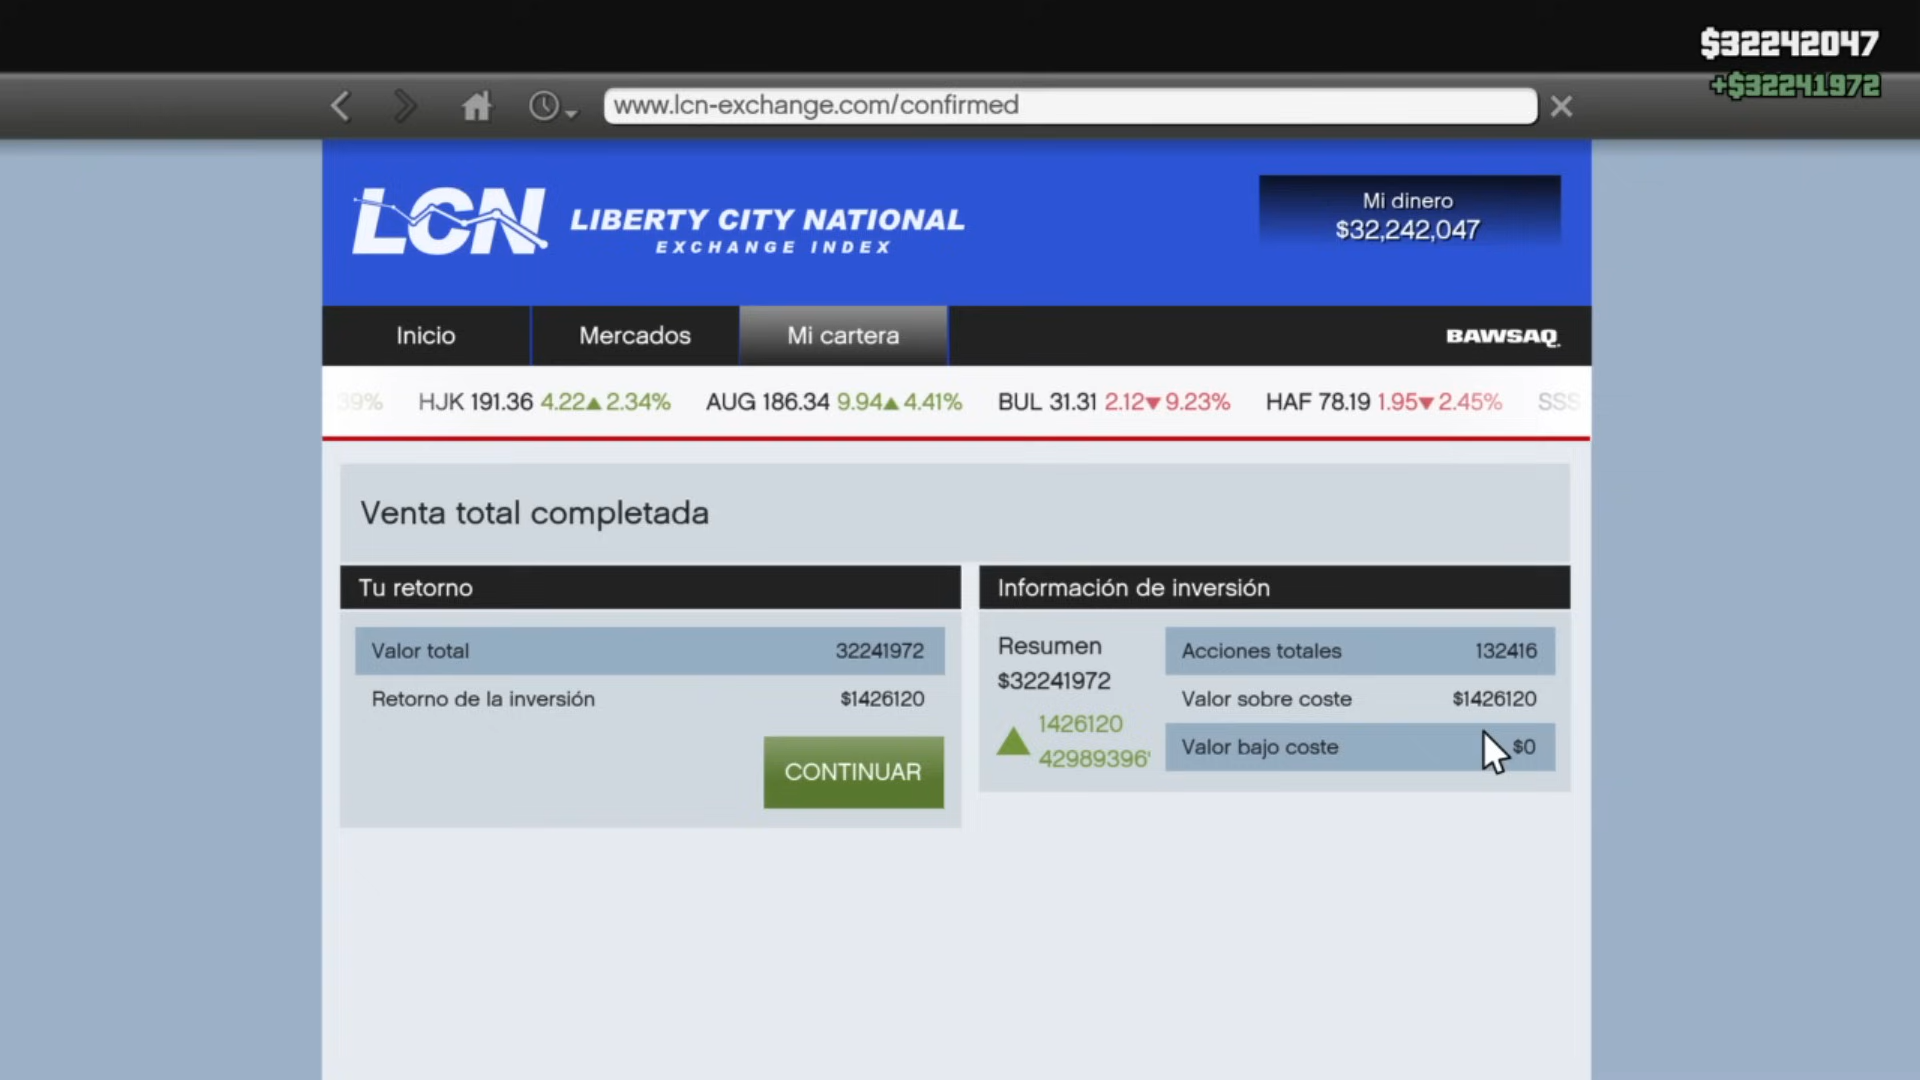 $32242047
+$32241972
www.lcn-exchange.com/confirmed
LCN LIBERTY CITY NATIONAL
EXCHANGE INDEX
Mi dinero
$32,242,047
Inicio Mercados Mi cartera BAWSAQ
39% HJK 191.36 4.22▲2.34% AUG 186.34 9.94▲4.41% BUL 31.31 2.12▼9.23% HAF 78.19 1.95▼2.45% SSS
Venta total completada
Tu retorno
Valor total 32241972
Retorno de la inversión $1426120
CONTINUAR
Información de inversión
Resumen
$32241972
▲ 1426120
42989396
Acciones totales 132416
Valor sobre coste $1426120
Valor bajo coste $0